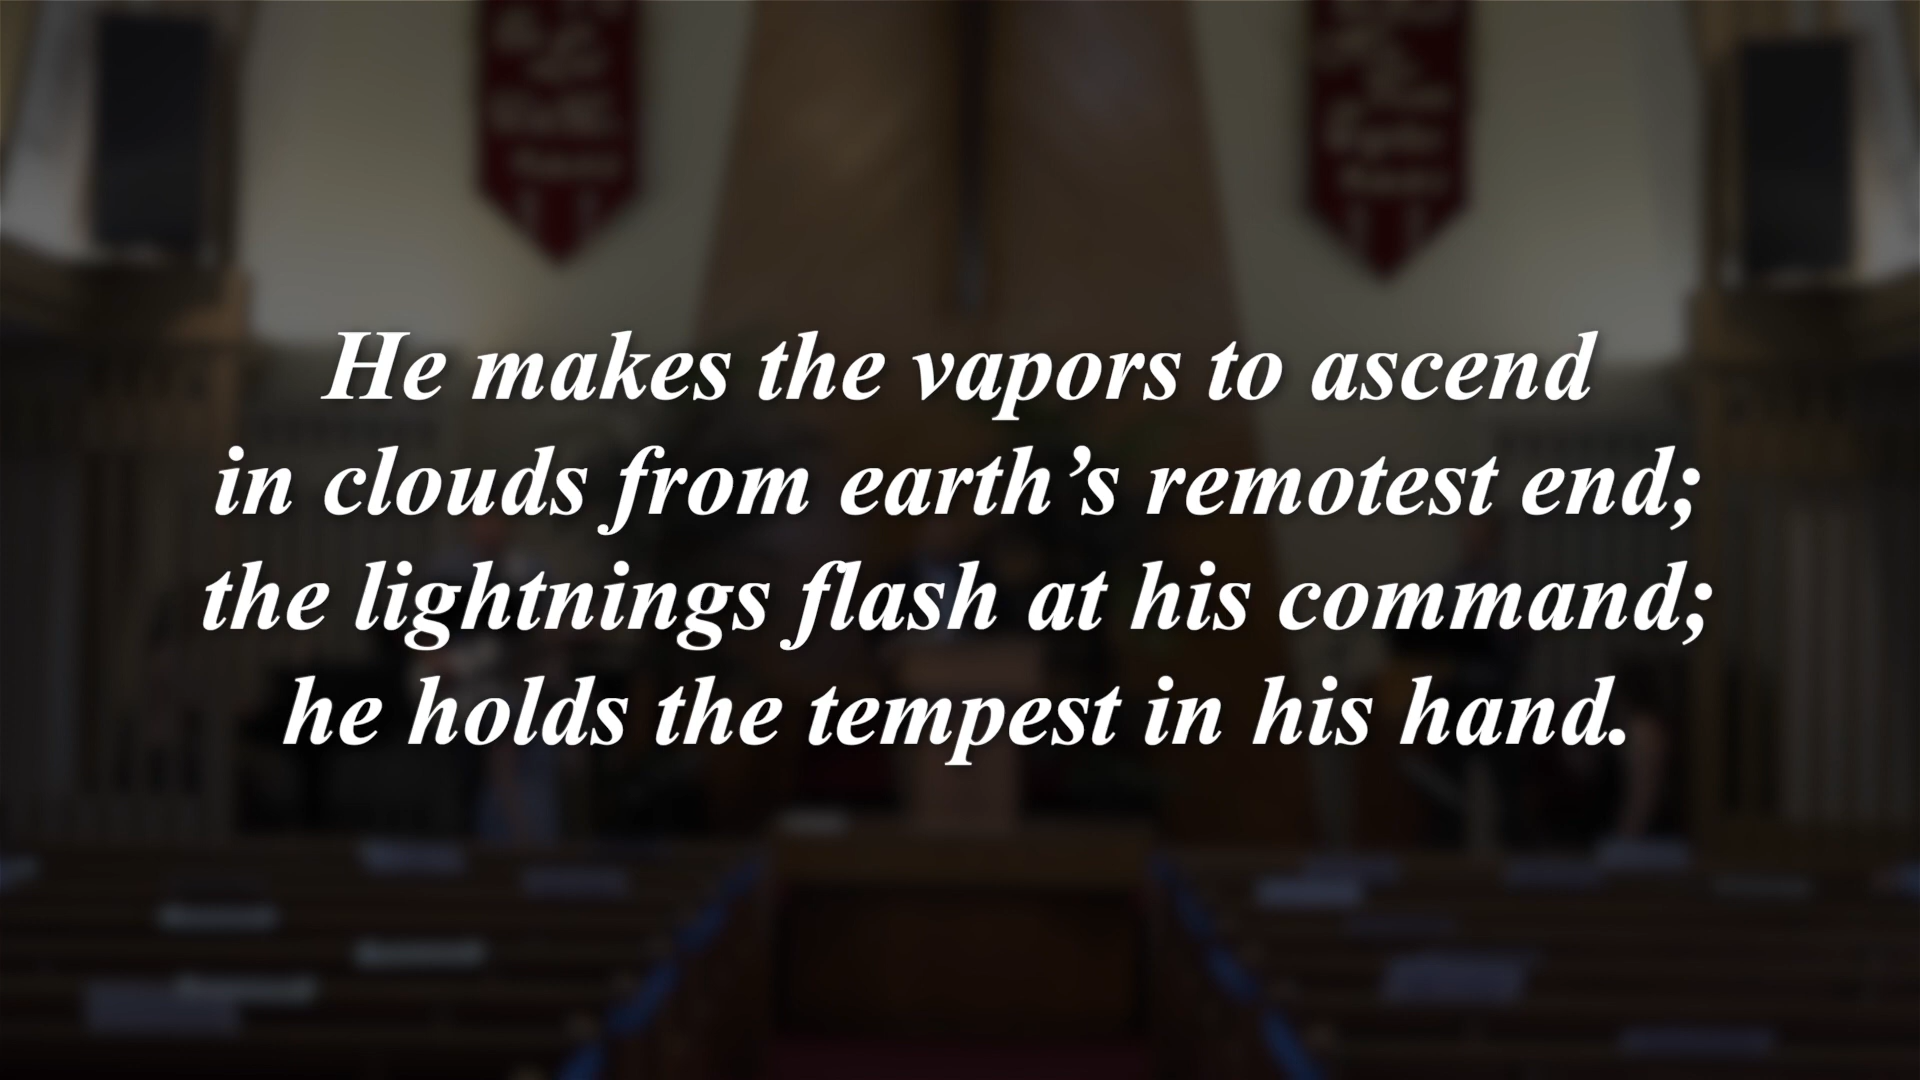 He makes the vapors to ascend
in clouds from earth’s remotest end;
the lightnings flash at his command;
he holds the tempest in his hand.